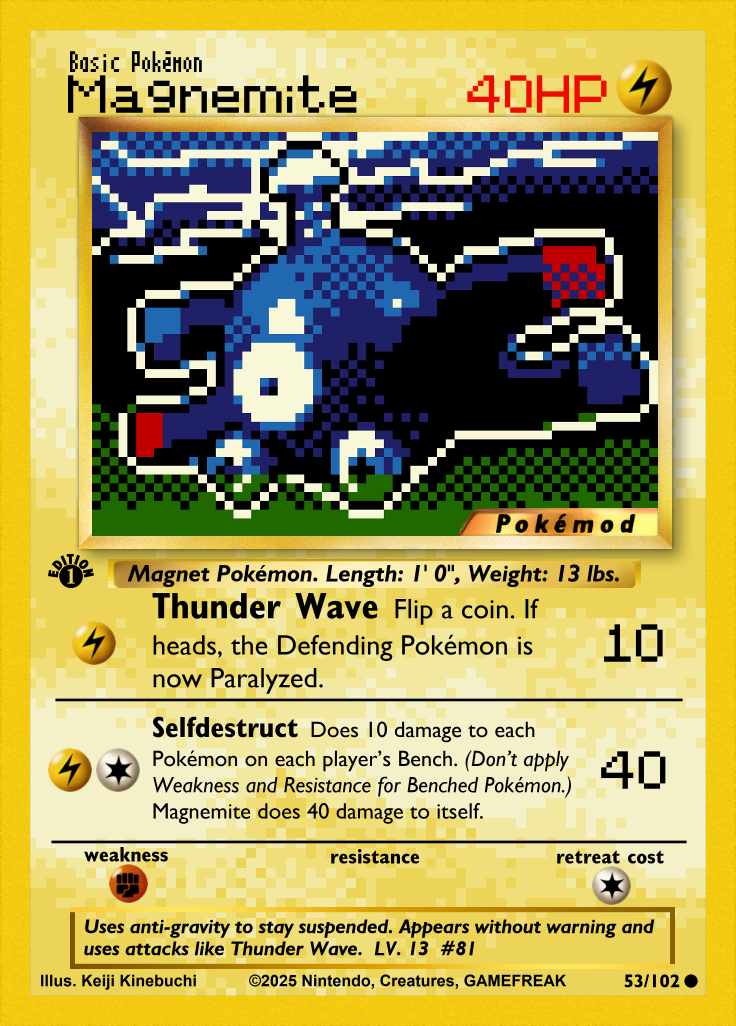 Basic Pokémon
Magnemite 40HP
Pokémod
EDITION
1
Magnet Pokémon. Length: 1' 0", Weight: 13 lbs.
Thunder Wave Flip a coin. If
heads, the Defending Pokémon is
now Paralyzed.
10
Selfdestruct Does 10 damage to each
Pokémon on each player's Bench. (Don't apply
Weakness and Resistance for Benched Pokémon.)
Magnemite does 40 damage to itself.
40
weakness resistance retreat cost
Uses anti-gravity to stay suspended. Appears without warning and
uses attacks like Thunder Wave. LV. 13 #81
Illus. Keiji Kinebuchi ©2025 Nintendo, Creatures, GAMEFREAK 53/102